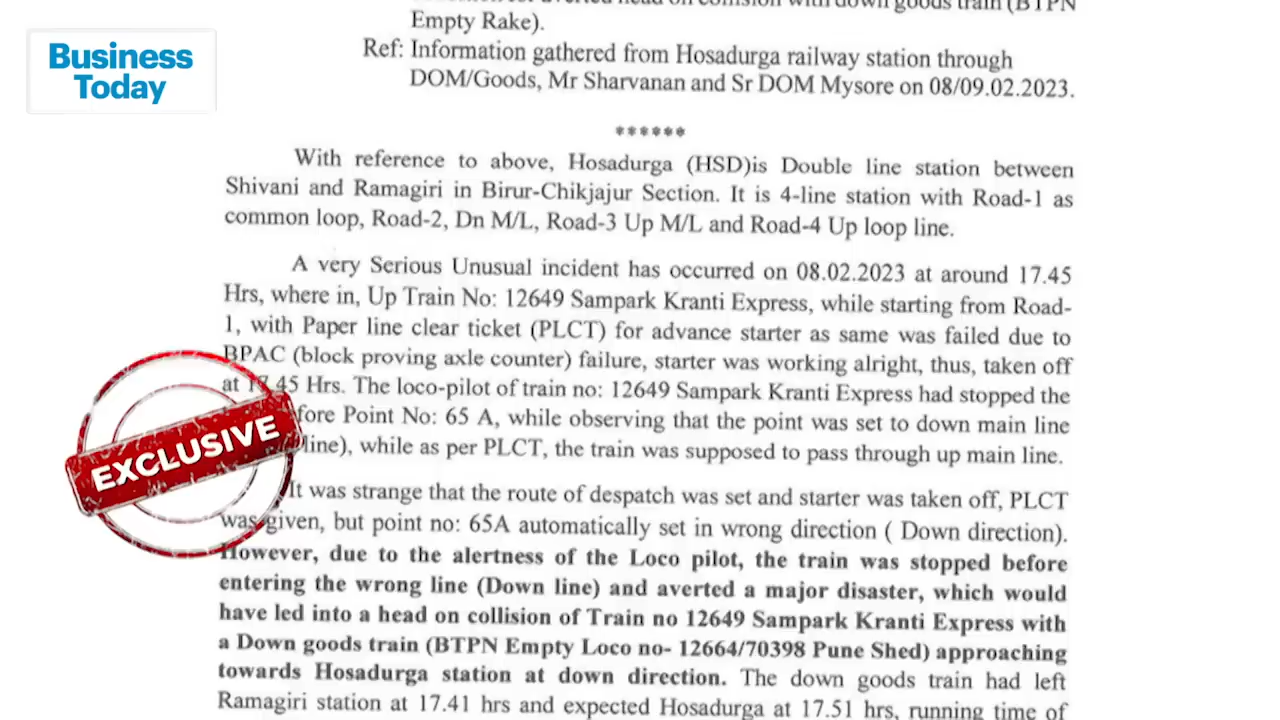 Business
Today
Empty Rake).
Ref: Information gathered from Hosadurga railway station through
DOM/Goods, Mr Sharvanan and Sr DOM Mysore on 08/09.02.2023.
******
With reference to above, Hosadurga (HSD)is Double line station between
Shivani and Ramagiri in Birur-Chikjajur Section. It is 4-line station with Road-1 as
common loop, Road-2, Dn M/L, Road-3 Up M/L and Road-4 Up loop line.
A very Serious Unusual incident has occurred on 08.02.2023 at around 17.45
Hrs, where in, Up Train No: 12649 Sampark Kranti Express, while starting from Road-
1, with Paper line clear ticket (PLCT) for advance starter as same was failed due to
BPAC (block proving axle counter) failure, starter was working alright, thus, taken off
at 17.45 Hrs. The loco-pilot of train no: 12649 Sampark Kranti Express had stopped the
Point No: 65 A, while observing that the point was set to down main line
line), while as per PLCT, the train was supposed to pass through up main line.
EXCLUSIVE
It was strange that the route of despatch was set and starter was taken off, PLCT
was given, but point no: 65A automatically set in wrong direction ( Down direction).
However, due to the alertness of the Loco pilot, the train was stopped before
entering the wrong line (Down line) and averted a major disaster, which would
have led into a head on collision of Train no 12649 Sampark Kranti Express with
a Down goods train (BTPN Empty Loco no- 12664/70398 Pune Shed) approaching
towards Hosadurga station at down direction. The down goods train had left
Ramagiri station at 17.41 hrs and expected Hosadurga at 17.51 hrs, running time of